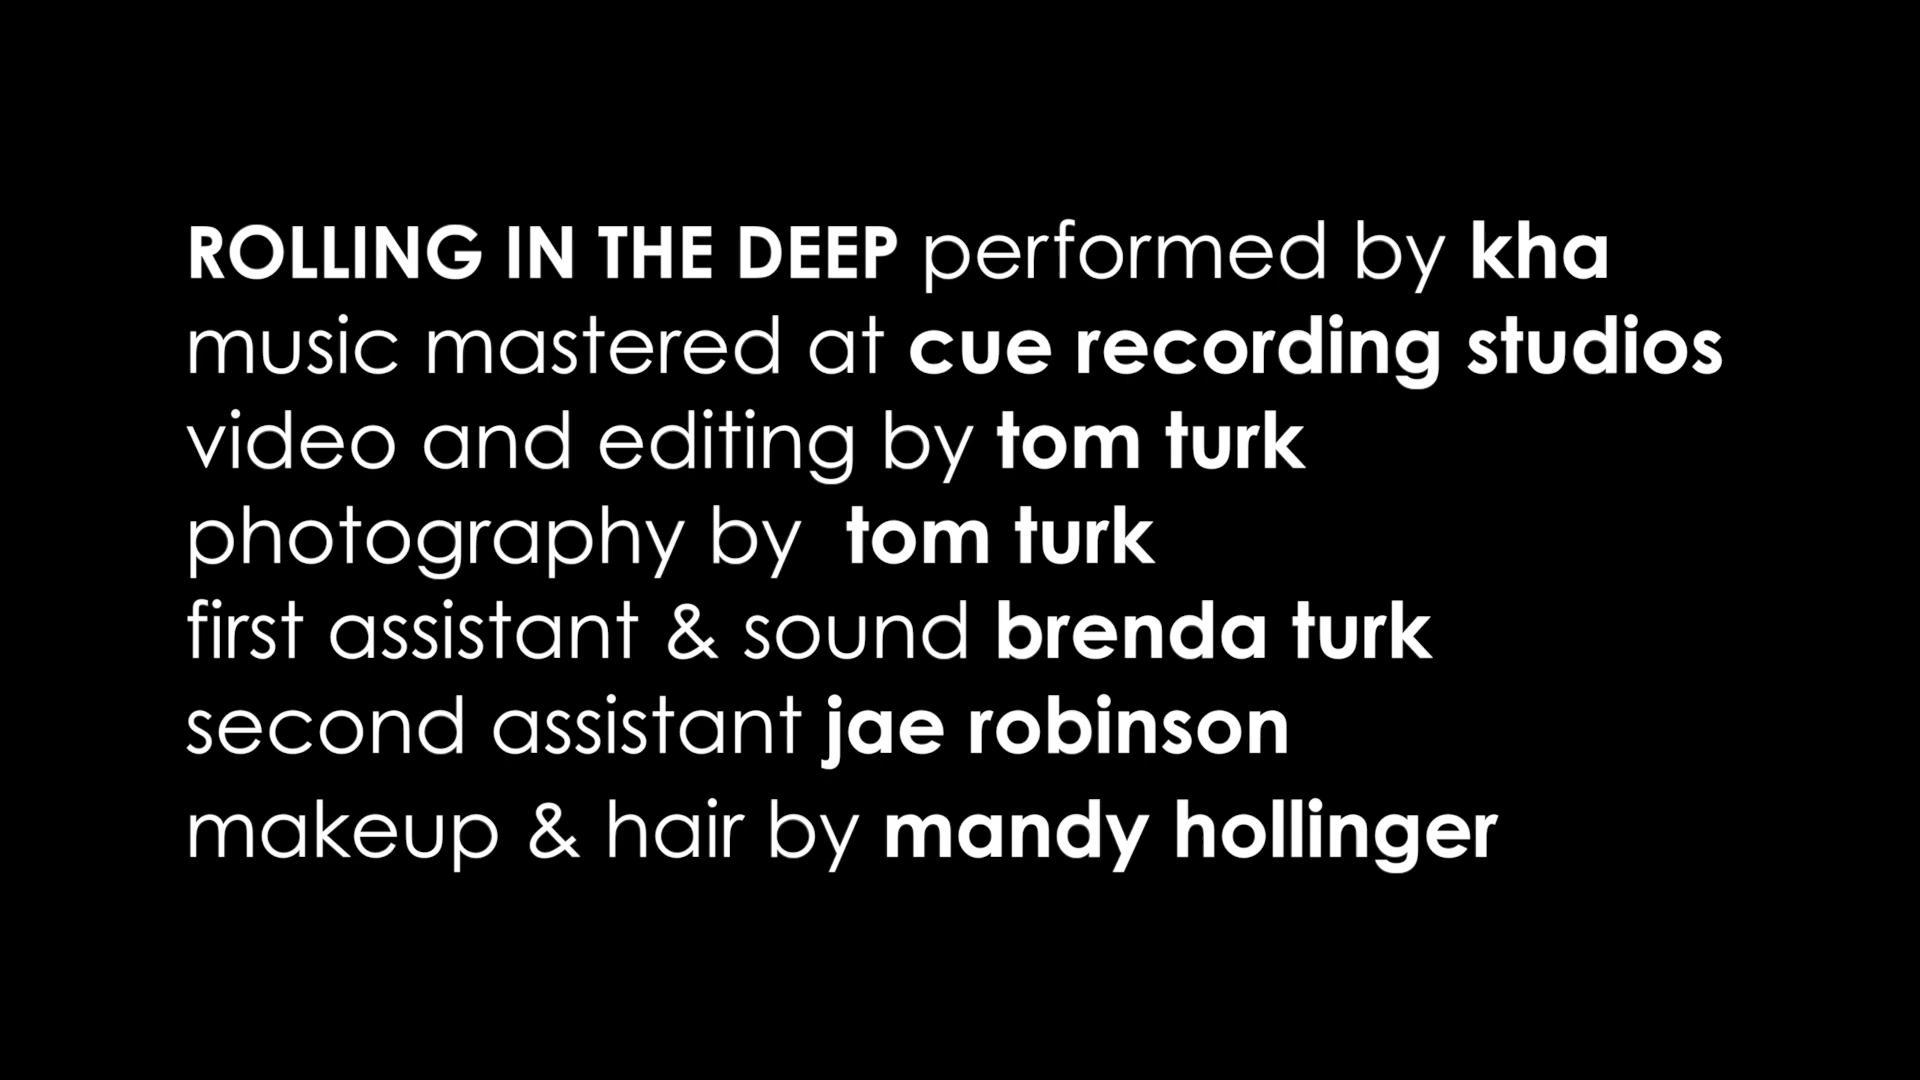 ROLLING IN THE DEEP performed by kha
music mastered at cue recording studios
video and editing by tom turk
photography by  tom turk
first assistant & sound brenda turk
second assistant jae robinson
makeup & hair by mandy hollinger